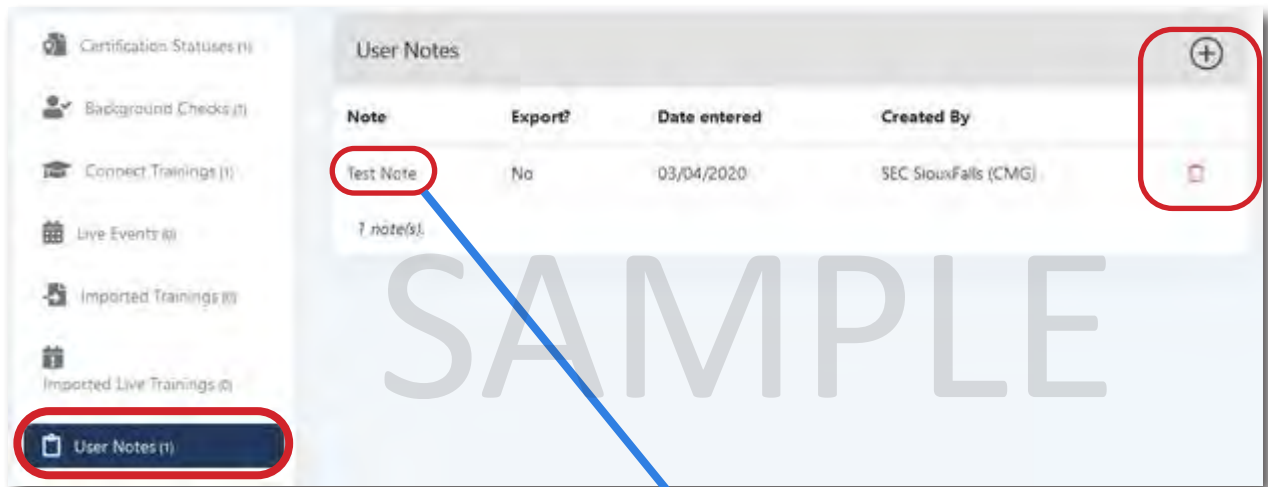 Certification Statuses (1)
Background Checks (1)
Connect Trainings (1)
Live Events (0)
Imported Trainings (0)
Imported Live Trainings (0)
User Notes (1)
User Notes
Note Export? Date entered Created By
Test Note No 03/04/2020 SEC SiouxFalls (CMG)
1 note(s).
SAMPLE